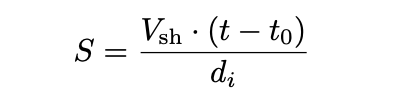 S = \frac{V_{\text{sh}} \cdot (t - t_0)}{d_i}